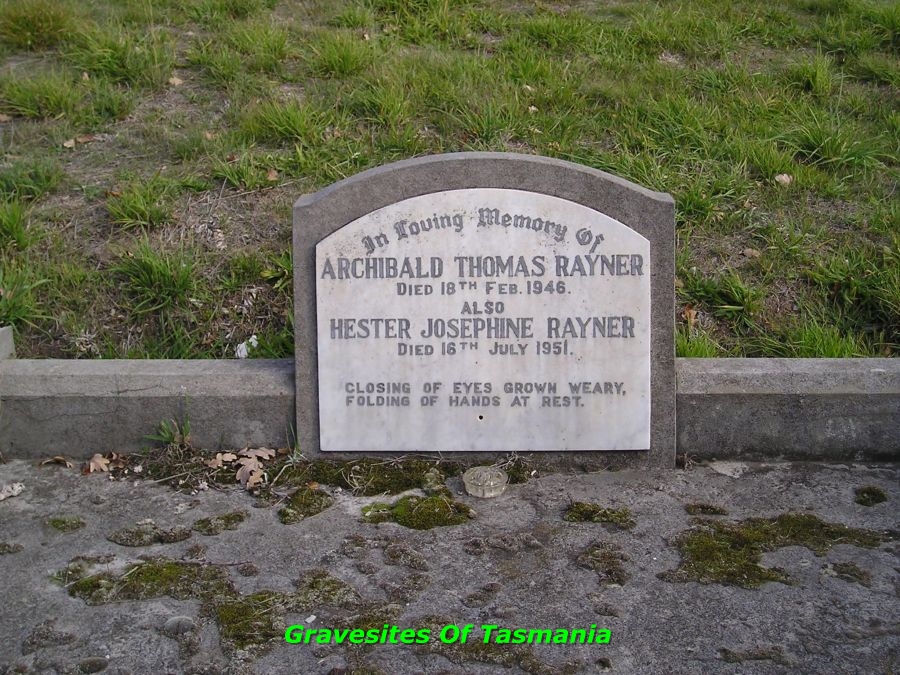 In Loving Memory Of
ARCHIBALD THOMAS RAYNER
DIED 18TH FEB. 1946.
ALSO
HESTER JOSEPHINE RAYNER
DIED 16TH JULY 1951.
CLOSING OF EYES GROWN WEARY,
FOLDING OF HANDS AT REST.
Gravesites Of Tasmania